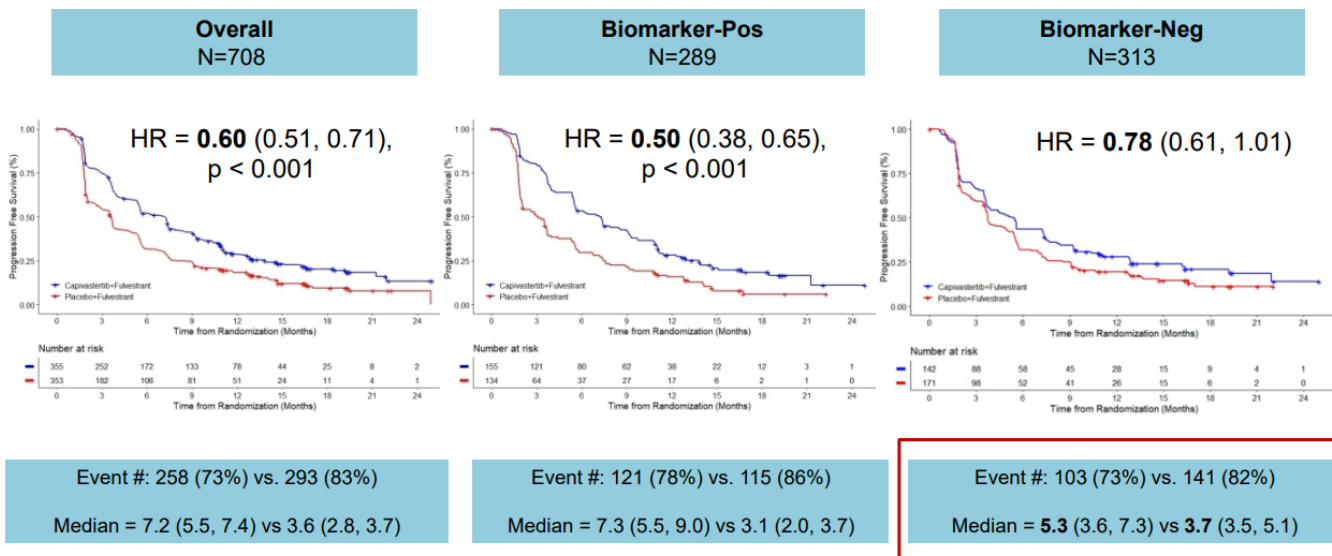 Overall
N=708
Biomarker-Pos
N=289
Biomarker-Neg
N=313
HR = 0.60 (0.51, 0.71),
p < 0.001
Progression Free Survival (%)
1.00
0.75
0.50
0.25
0.00
Capivastertib+Fulvestrant
Placebo+Fulvestrant
0 3 6 9 12 15 18 21 24
Time from Randomization (Months)
Number at risk
355 252 172 133 78 44 25 8 2
353 182 106 81 51 24 11 4 1
0 3 6 9 12 15 18 21 24
Time from Randomization (Months)
HR = 0.50 (0.38, 0.65),
p < 0.001
Progression Free Survival (%)
1.00
0.75
0.50
0.25
0.00
Capivastertib+Fulvestrant
Placebo+Fulvestrant
0 3 6 9 12 15 18 21 24
Time from Randomization (Months)
Number at risk
155 121 80 62 38 22 12 3 1
134 64 37 27 17 6 2 1 0
0 3 6 9 12 15 18 21 24
Time from Randomization (Months)
HR = 0.78 (0.61, 1.01)
Progression Free Survival (%)
1.00
0.75
0.50
0.25
0.00
Capivastertib+Fulvestrant
Placebo+Fulvestrant
0 3 6 9 12 15 18 21 24
Time from Randomization (Months)
Number at risk
142 88 58 45 28 15 9 4 1
171 98 52 41 26 15 6 2 0
0 3 6 9 12 15 18 21 24
Time from Randomization (Months)
Event #: 258 (73%) vs. 293 (83%)
Median = 7.2 (5.5, 7.4) vs 3.6 (2.8, 3.7)
Event #: 121 (78%) vs. 115 (86%)
Median = 7.3 (5.5, 9.0) vs 3.1 (2.0, 3.7)
Event #: 103 (73%) vs. 141 (82%)
Median = 5.3 (3.6, 7.3) vs 3.7 (3.5, 5.1)